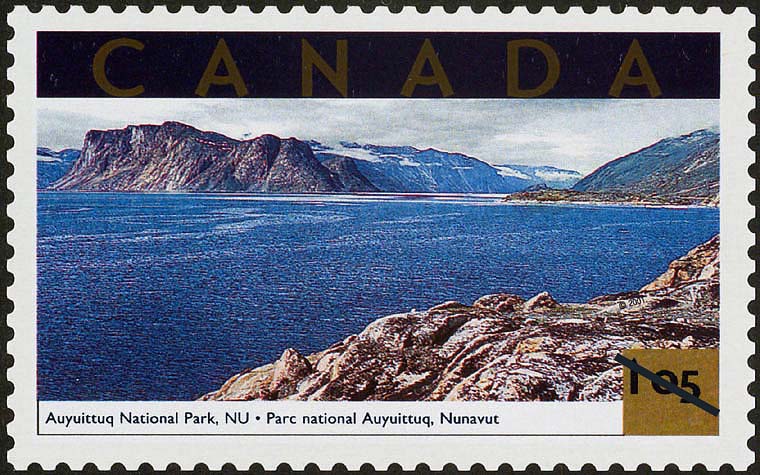 CANADA
© 2001
Auyuittuq National Park, NU • Parc national Auyuittuq, Nunavut
105